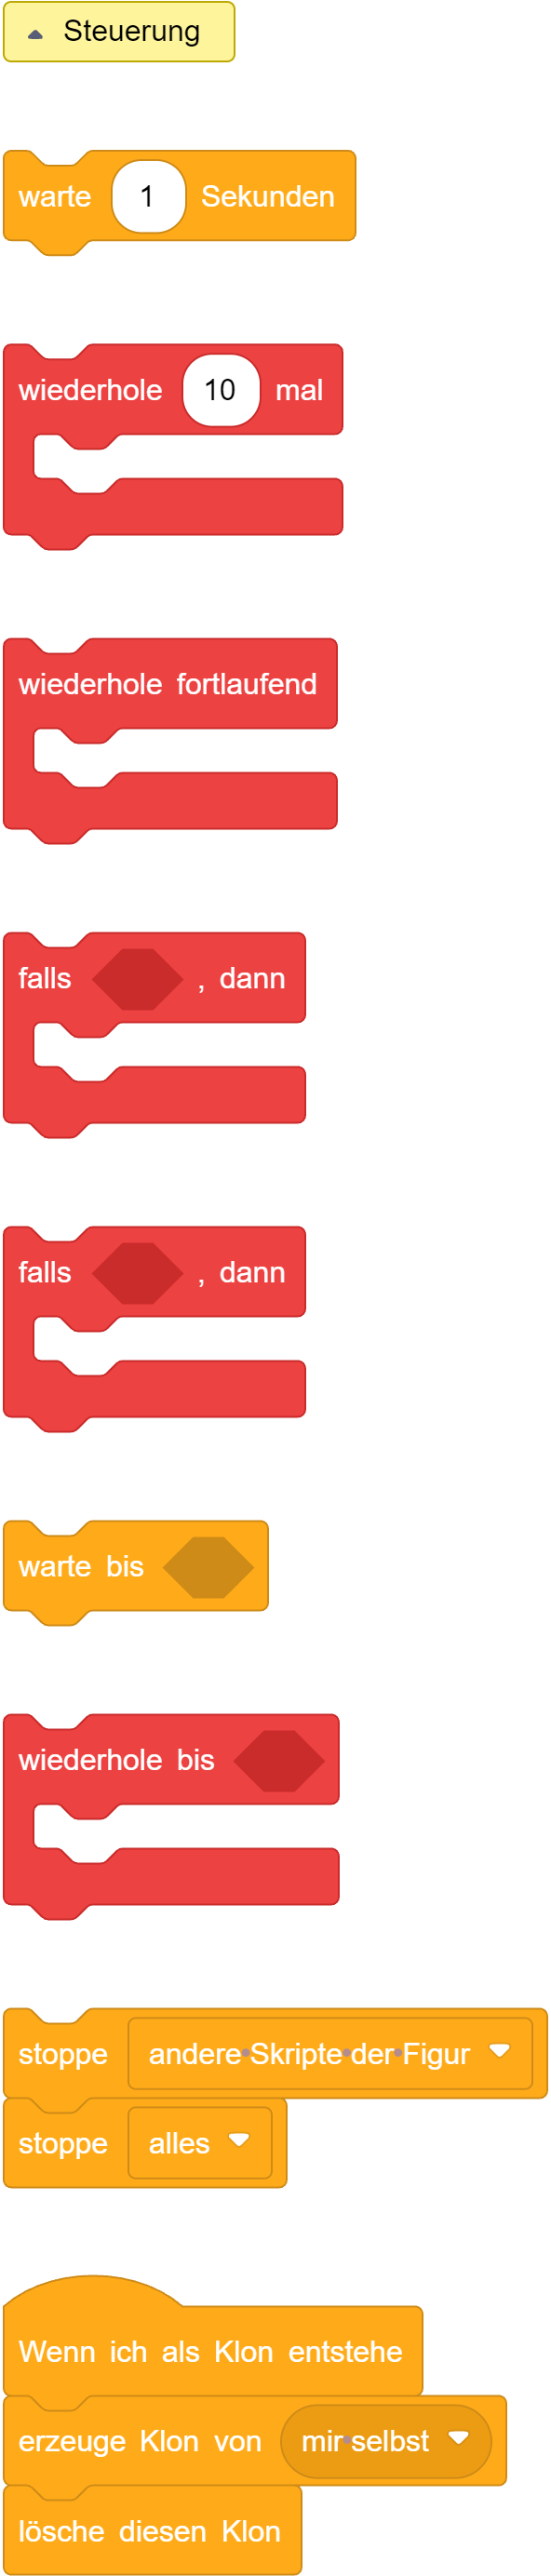 Steuerung
warte 1 Sekunden
wiederhole 10 mal
wiederhole fortlaufend
falls , dann
falls , dann
warte bis
wiederhole bis
stoppe andere Skripte der Figur
stoppe alles
Wenn ich als Klon entstehe
erzeuge Klon von mir selbst
lösche diesen Klon